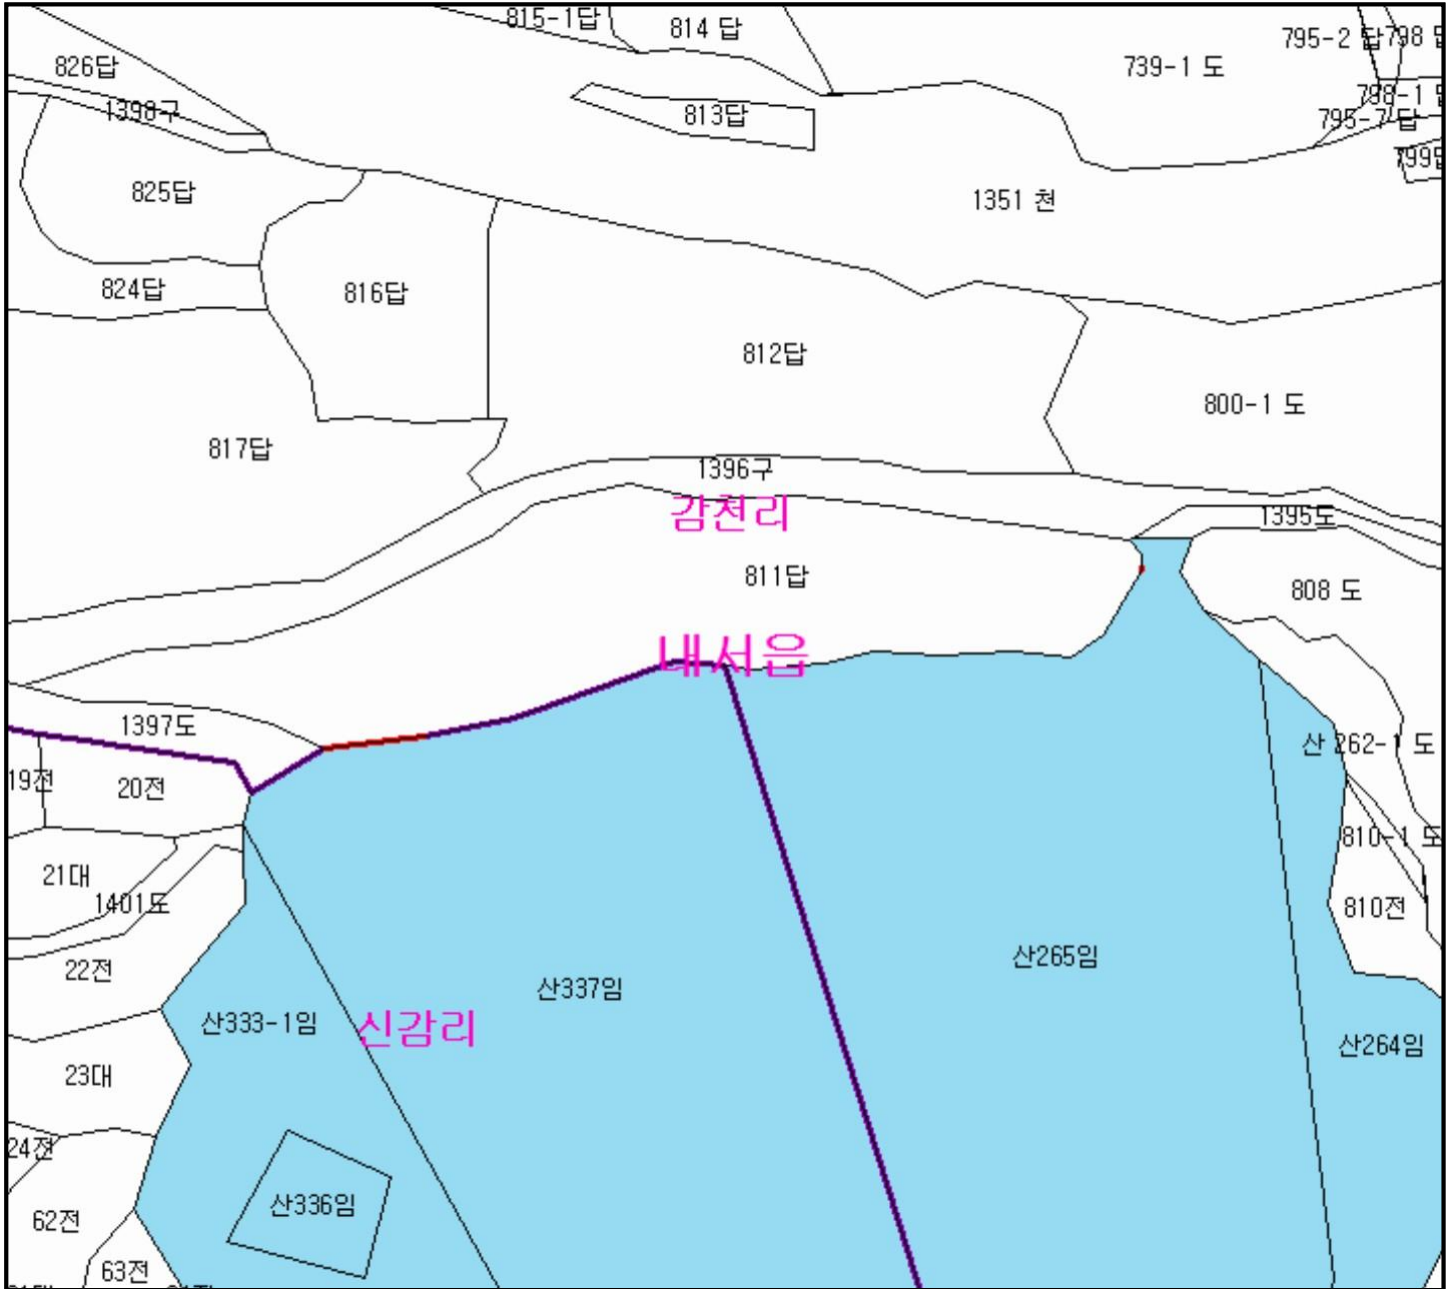 815-1답
814 답
795-2 답
798
826답
739-1 도
798-1
1398구
813답
795-7 답
799답
825답
1351 천
824답
816답
812답
800-1 도
817답
1396구
감천리
1395도
811답
808 도
내서읍
1397도
산 262-1 도
19전
20전
810-1 도
21대
1401도
810전
22전
산265임
산337임
산333-1임
신감리
산264임
23대
24전
산336임
62전
63전